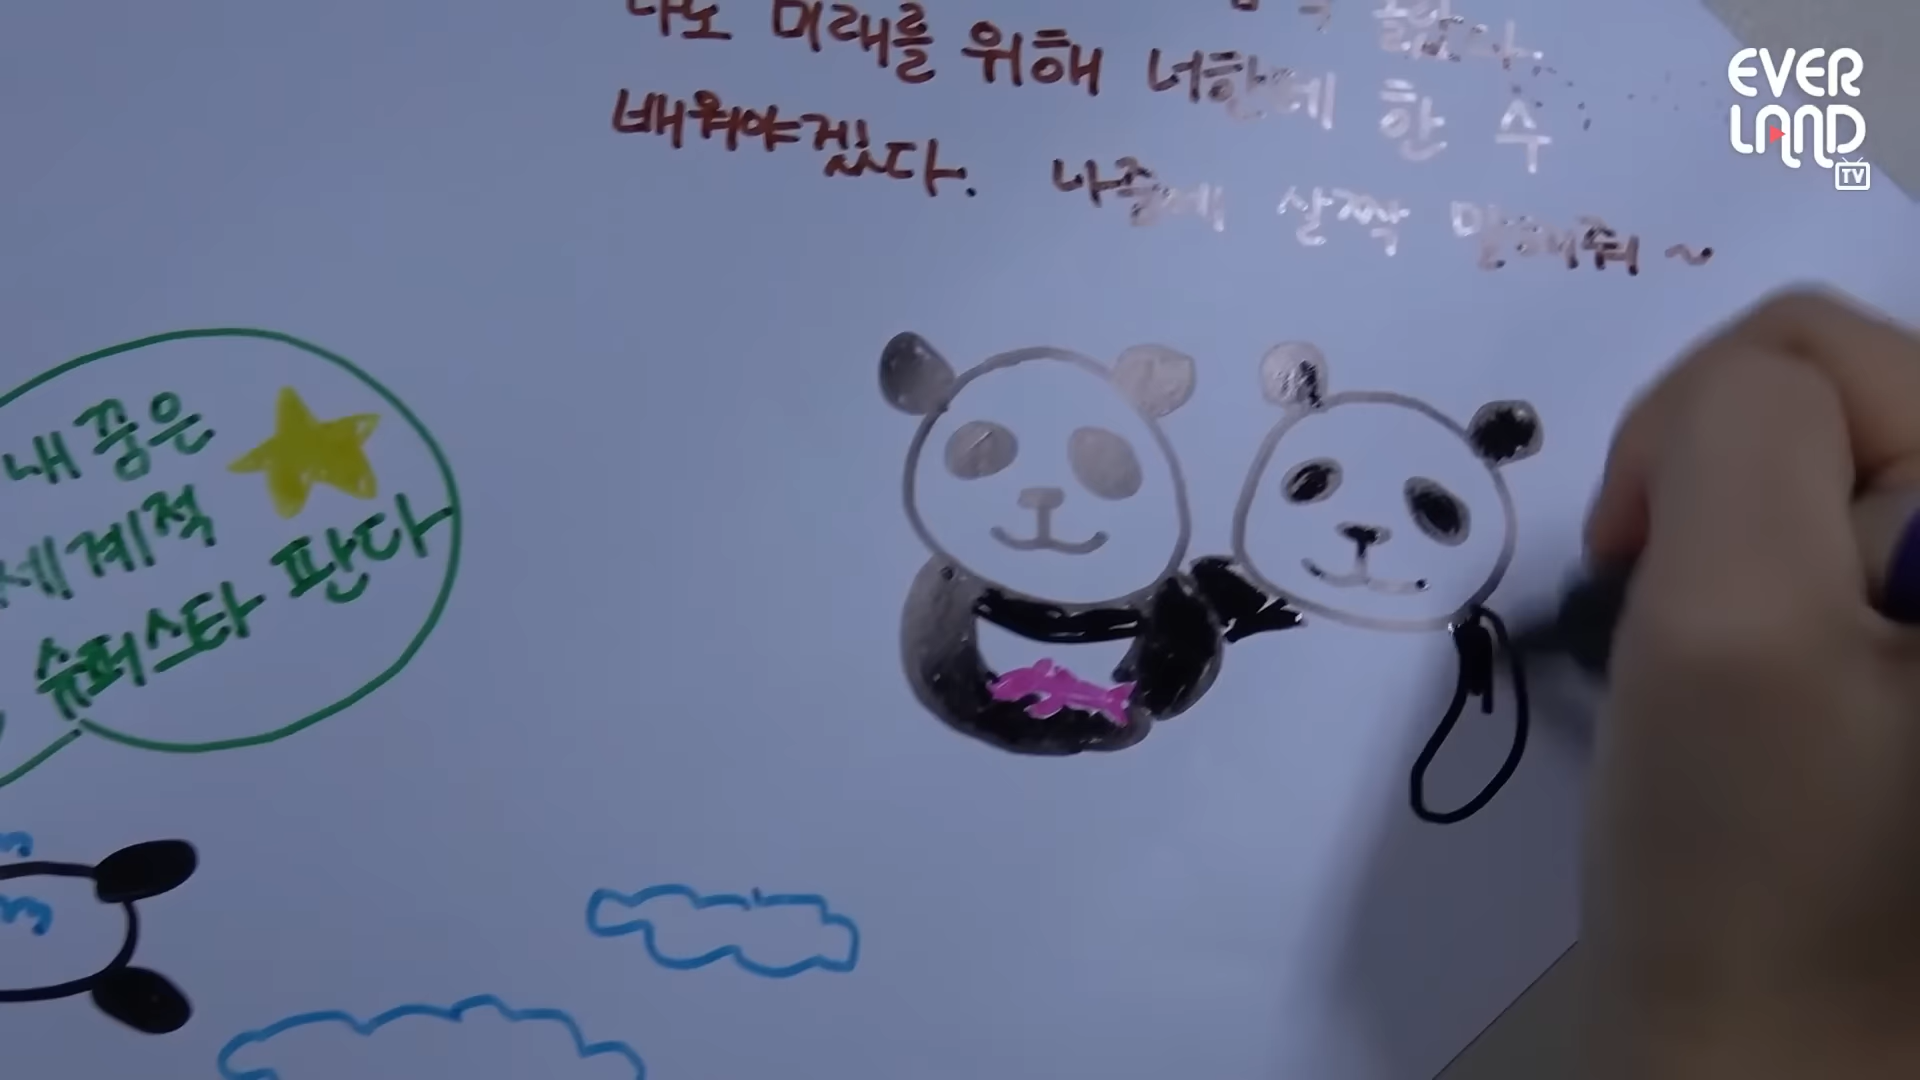 나도 미래를 위해 너한테 한 수
배워야겠다. 나중에 살짝 말해줘~
내 꿈은
세계적
슈퍼스타 판다
EVER
LAND
TV